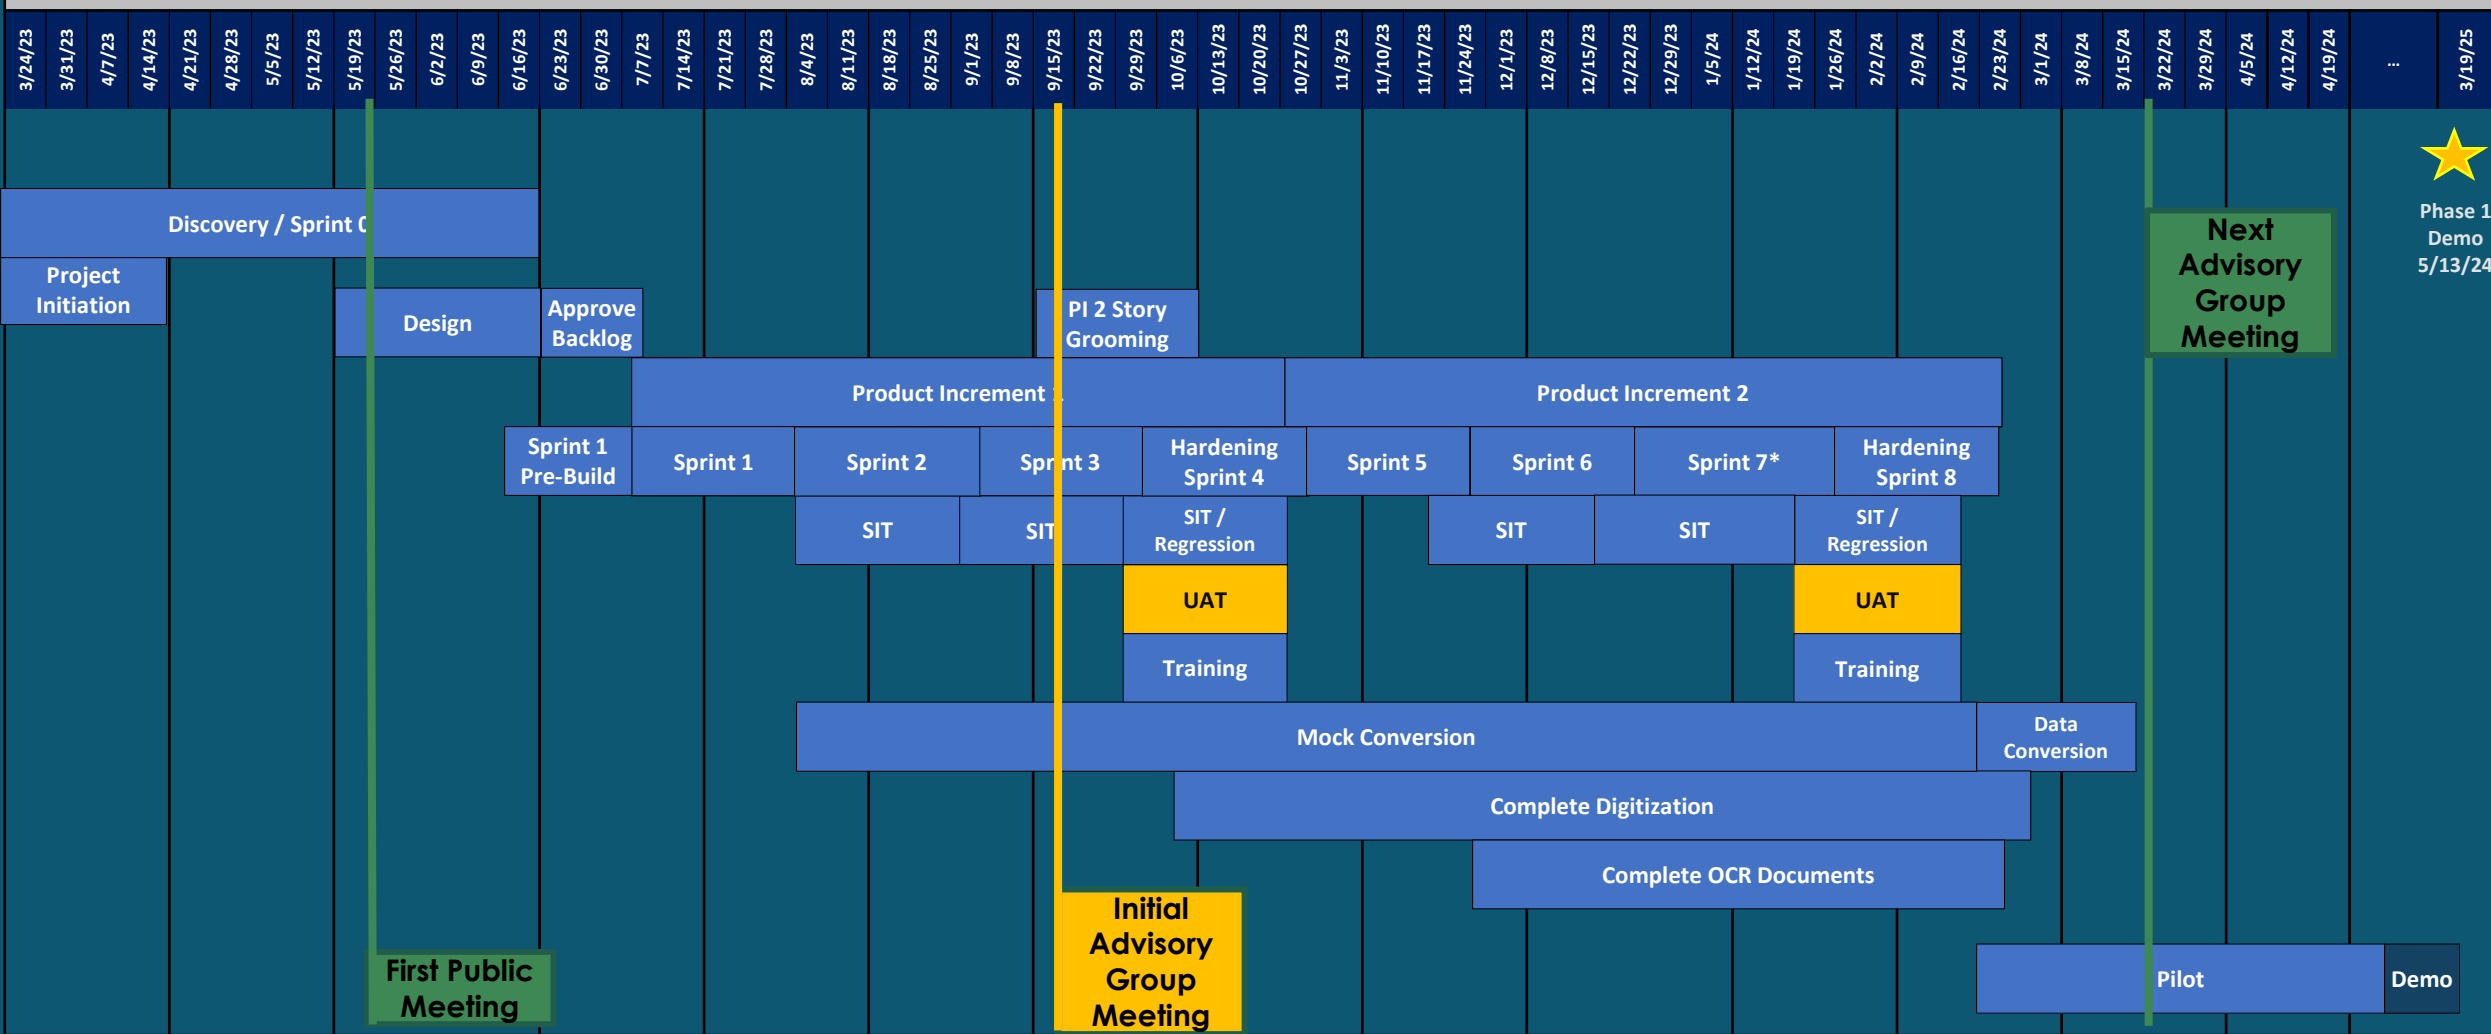 3/24/23
3/31/23
4/7/23
4/14/23
4/21/23
4/28/23
5/5/23
5/12/23
5/19/23
5/26/23
6/2/23
6/9/23
6/16/23
6/23/23
6/30/23
7/7/23
7/14/23
7/21/23
7/28/23
8/4/23
8/11/23
8/18/23
8/25/23
9/1/23
9/8/23
9/15/23
9/22/23
9/29/23
10/6/23
10/13/23
10/20/23
10/27/23
11/3/23
11/10/23
11/17/23
11/24/23
12/1/23
12/8/23
12/15/23
12/22/23
12/29/23
1/5/24
1/12/24
1/19/24
1/26/24
2/2/24
2/9/24
2/16/24
2/23/24
3/1/24
3/8/24
3/15/24
3/22/24
3/29/24
4/5/24
4/12/24
4/19/24
...
3/19/25
Phase 1
Demo
5/13/24
Discovery / Sprint 0
Next
Advisory
Group
Meeting
Project
Initiation
Design
Approve
Backlog
PI 2 Story
Grooming
Product Increment
Product Increment 2
Sprint 1
Pre-Build
Sprint 1
Sprint 2
Sprint 3
Hardening
Sprint 4
Sprint 5
Sprint 6
Sprint 7*
Hardening
Sprint 8
SIT
SIT
SIT /
Regression
SIT
SIT
SIT /
Regression
UAT
UAT
Training
Training
Mock Conversion
Data
Conversion
Complete Digitization
Complete OCR Documents
Initial
Advisory
Group
Meeting
First Public
Meeting
Pilot
Demo